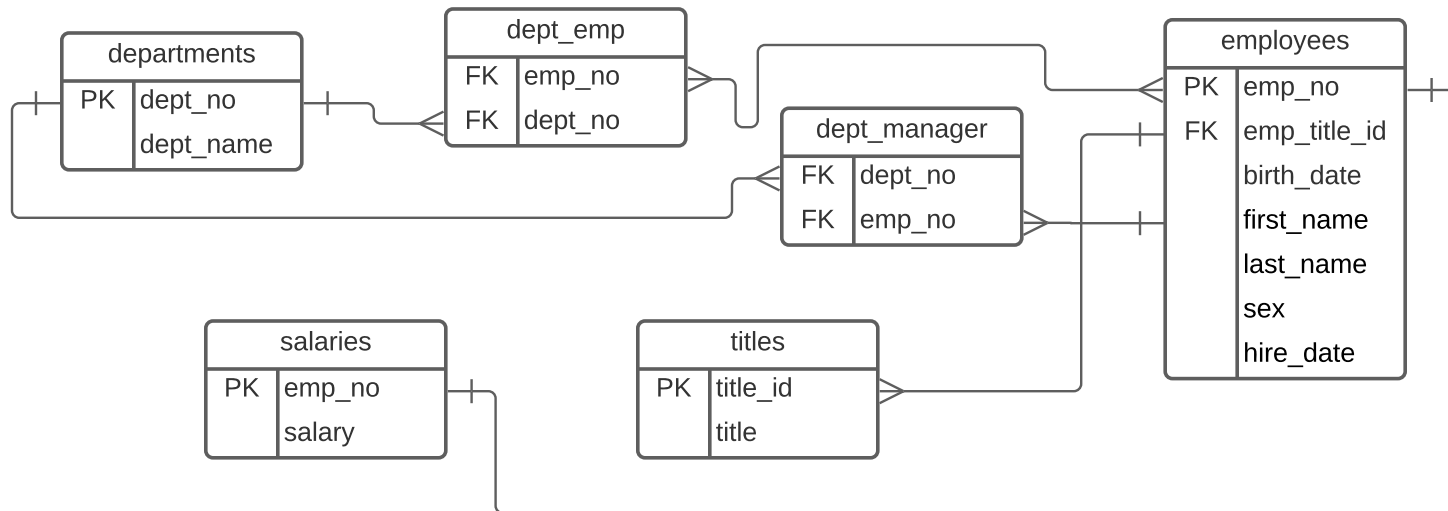 departments
PK dept_no
dept_name
dept_emp
FK emp_no
FK dept_no
dept_manager
FK dept_no
FK emp_no
employees
PK emp_no
FK emp_title_id
birth_date
first_name
last_name
sex
hire_date
salaries
PK emp_no
salary
titles
PK title_id
title